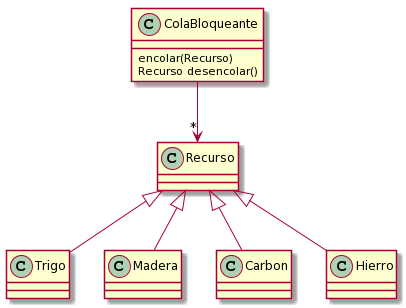 C ColaBloqueante
encolar(Recurso)
Recurso desencolar()
*
C Recurso
C Trigo
C Madera
C Carbon
C Hierro